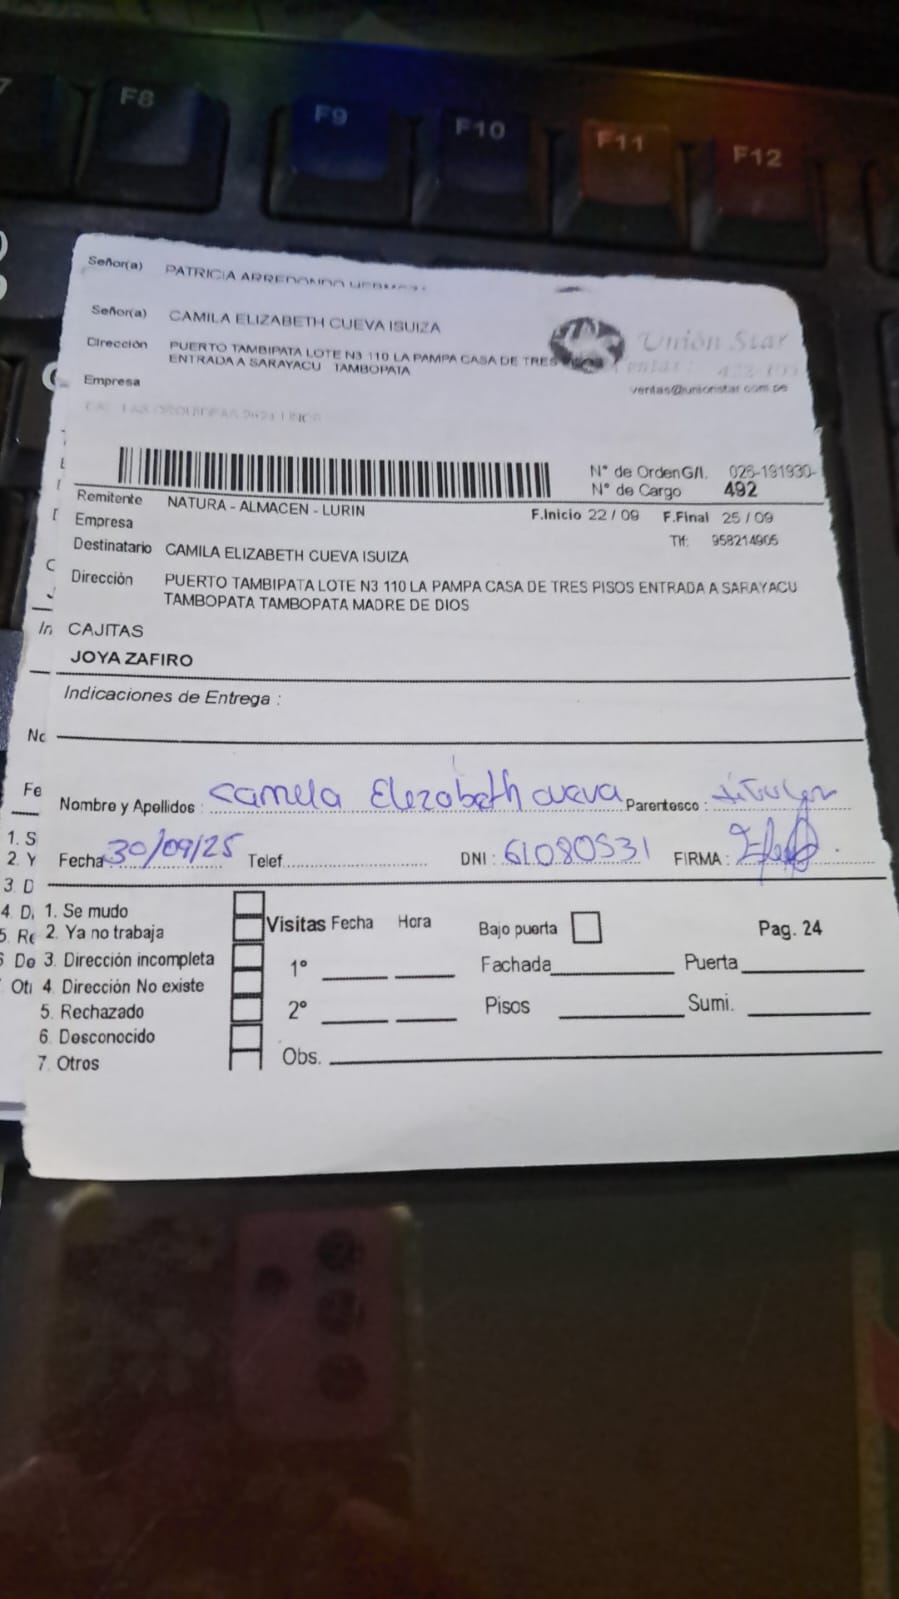 F8
F9
F10
F11
F12
Señor(a) PATRICIA ARREDONDO
Señor(a) CAMILA ELIZABETH CUEVA ISUIZA
Dirección PUERTO TAMBIPATA LOTE N3 110 LA PAMPA CASA DE TRES PISOS
ENTRADA A SARAYACU TAMBOPATA
Empresa
Unión Star
ventas@unionstar.com.pe
N° de Orden G/I. 026-191930-
N° de Cargo 492
Remitente NATURA - ALMACEN - LURIN
F.Inicio 22 / 09 F.Final 25 / 09
Empresa
Tlf: 958214905
Destinatario CAMILA ELIZABETH CUEVA ISUIZA
Dirección PUERTO TAMBIPATA LOTE N3 110 LA PAMPA CASA DE TRES PISOS ENTRADA A SARAYACU
TAMBOPATA TAMBOPATA MADRE DE DIOS
CAJITAS
JOYA ZAFIRO
Indicaciones de Entrega :
Nombre y Apellidos : Camela Elezabeth cueva Parentesco : titular
Fecha 30/09/25 Telef. DNI : 61080531 FIRMA :
1. Se mudo
2. Ya no trabaja
3. Dirección incompleta
4. Dirección No existe
5. Rechazado
6. Desconocido
7. Otros
Visitas Fecha Hora
1°
2°
Obs.
Bajo puerta
Fachada Puerta
Pisos Sumi.
Pag. 24